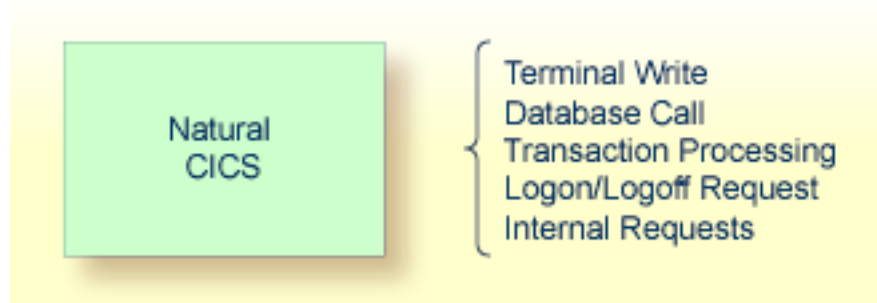 Natural
CICS
Terminal Write
Database Call
Transaction Processing
Logon/Logoff Request
Internal Requests